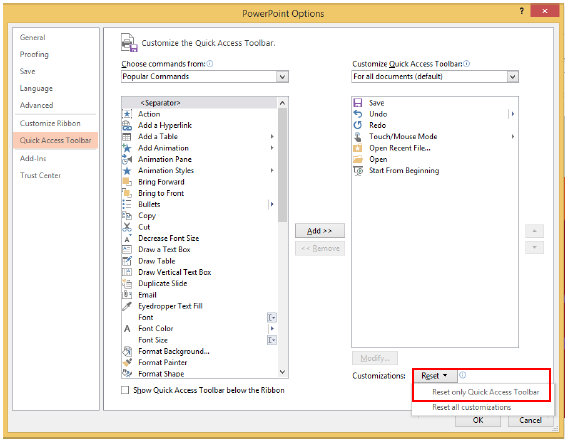 PowerPoint Options
?
General
Proofing
Save
Language
Advanced
Customize Ribbon
Quick Access Toolbar
Add-Ins
Trust Center
Customize the Quick Access Toolbar.
Choose commands from:
Popular Commands
<Separator>
Action
Add a Hyperlink
Add a Table
Add Animation
Animation Pane
Animation Styles
Bring Forward
Bring to Front
Bullets
Copy
Cut
Decrease Font Size
Draw a Text Box
Draw Table
Draw Vertical Text Box
Duplicate Slide
Email
Eyedropper Text Fill
Font
Font Color
Font Size
Format Background...
Format Painter
Format Shape
Show Quick Access Toolbar below the Ribbon
Add >>
<< Remove
Customize Quick Access Toolbar:
For all documents (default)
Save
Undo
Redo
Touch/Mouse Mode
Open Recent File...
Open
Start From Beginning
Modify...
Customizations: Reset
Reset only Quick Access Toolbar
Reset all customizations
OK Cancel